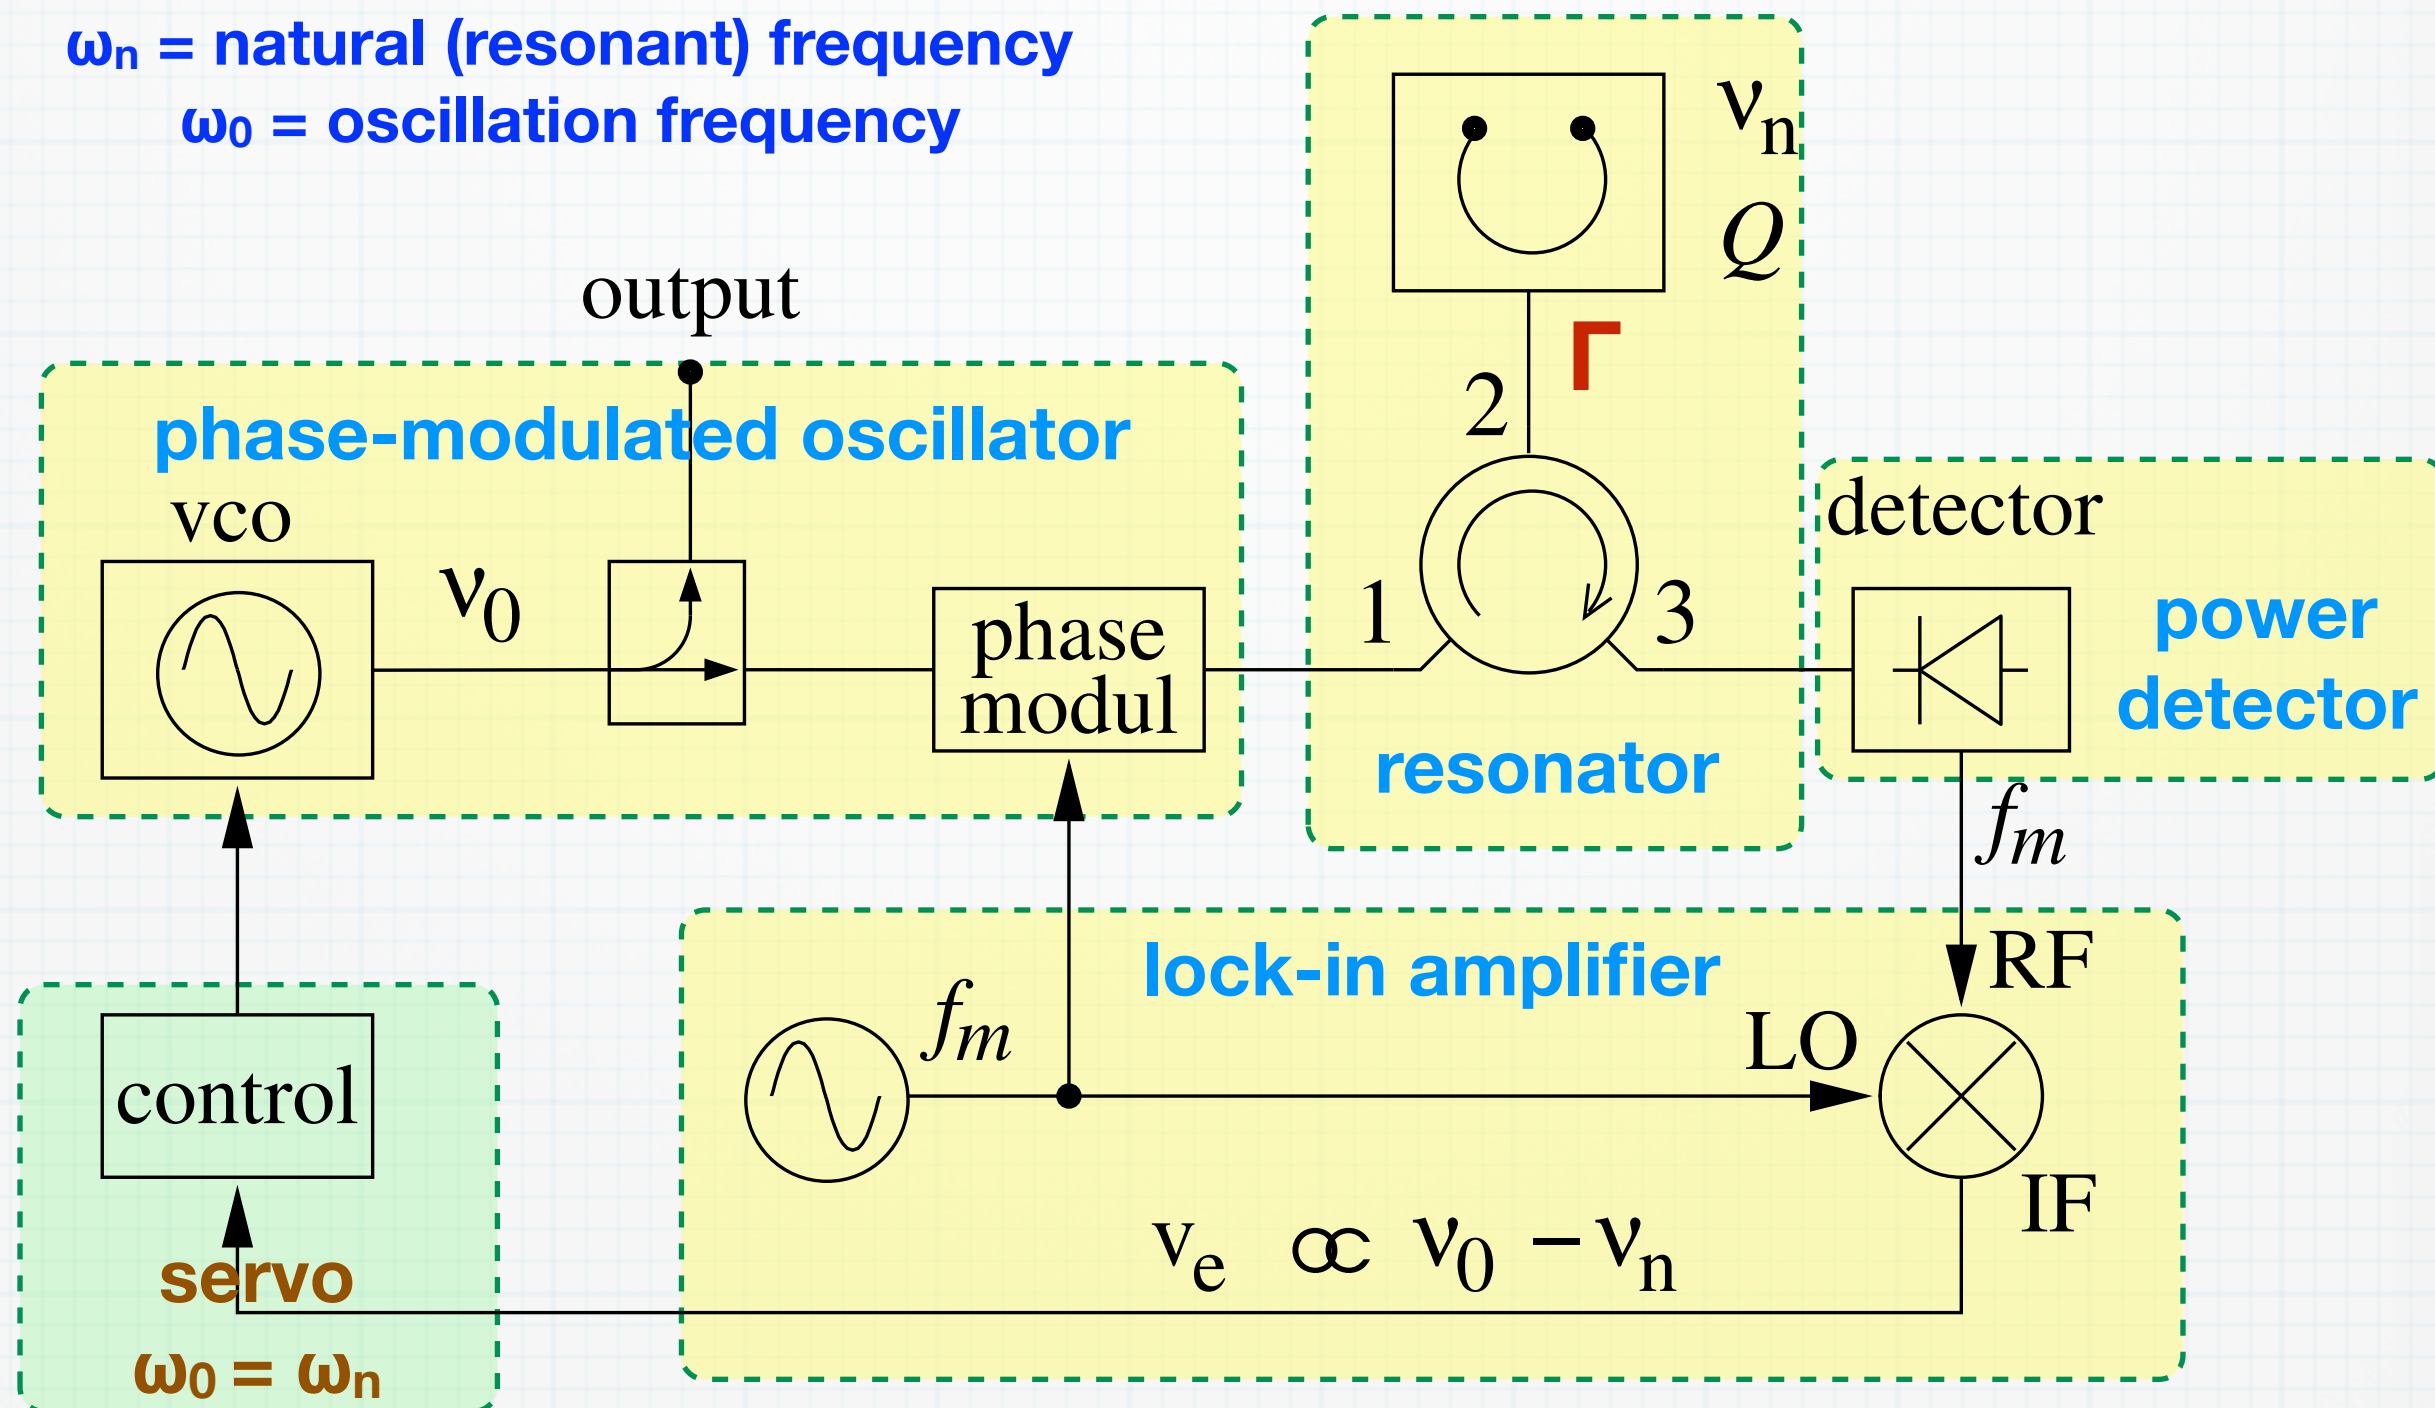 ωn = natural (resonant) frequency
ω0 = oscillation frequency
νn
Q
output
Γ
2
phase-modulated oscillator
vco
ν0
phase
modul
1
3
resonator
detector
power
detector
fm
lock-in amplifier
fm
RF
LO
IF
control
ve ∝ ν0 − νn
servo
ω0 = ωn